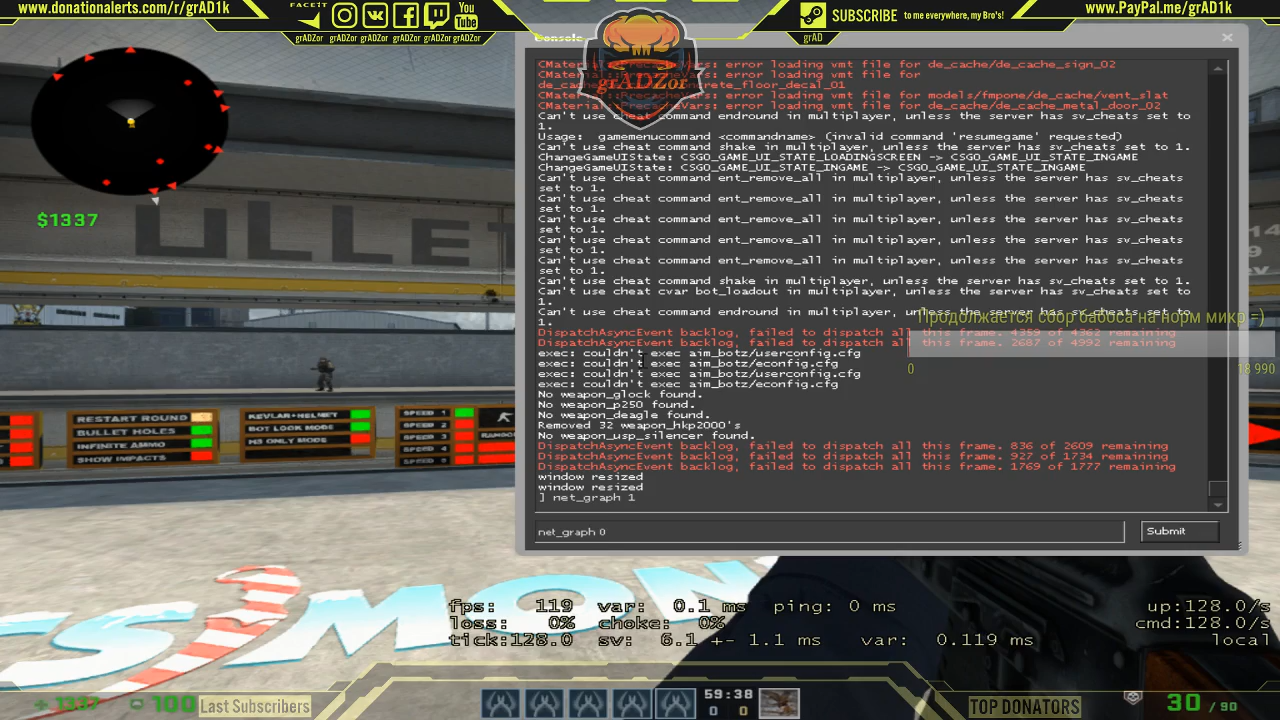 www.donationalerts.com/r/grAD1k
FACEIT
You Tube
grADZor grADZor grADZor grADZor grADZor grADZor
SUBSCRIBE to me everywhere, my Bro's!
grAD
www.PayPal.me/grAD1k
grADZor
Console
CMaterial::PrecacheVars: error loading vmt file for de_cache/de_cache_sign_02
CMaterial::PrecacheVars: error loading vmt file for
CMaterial::PrecacheVars: error loading vmt file for models/fmpone/de_cache/vent_slat
CMaterial::PrecacheVars: error loading vmt file for de_cache/de_cache_metal_door_02
Can't use cheat command endround in multiplayer, unless the server has sv_cheats set to
1.
Usage: gamemenucommand <commandname> (invalid command 'resumegame' requested)
Can't use cheat command shake in multiplayer, unless the server has sv_cheats set to 1.
ChangeGameUIState: CSGO_GAME_UI_STATE_LOADINGSCREEN -> CSGO_GAME_UI_STATE_INGAME
ChangeGameUIState: CSGO_GAME_UI_STATE_INGAME -> CSGO_GAME_UI_STATE_INGAME
Can't use cheat command ent_remove_all in multiplayer, unless the server has sv_cheats
set to 1.
Can't use cheat command ent_remove_all in multiplayer, unless the server has sv_cheats
set to 1.
Can't use cheat command ent_remove_all in multiplayer, unless the server has sv_cheats
set to 1.
Can't use cheat command ent_remove_all in multiplayer, unless the server has sv_cheats
set to 1.
Can't use cheat command ent_remove_all in multiplayer, unless the server has sv_cheats
set to 1.
Can't use cheat command shake in multiplayer, unless the server has sv_cheats set to 1.
Can't use cheat cvar bot_loadout in multiplayer, unless the server has sv_cheats set to
1.
Can't use cheat command endround in multiplayer, unless the server has sv_cheats set to
1.
Продолжается сбор бабоса на норм микр =)
DispatchAsyncEvent backlog, failed to dispatch all this frame. 4359 of 4362 remaining
DispatchAsyncEvent backlog, failed to dispatch all this frame. 2687 of 4992 remaining
exec: couldn't exec aim_botz/userconfig.cfg
exec: couldn't exec aim_botz/econfig.cfg
exec: couldn't exec aim_botz/userconfig.cfg
exec: couldn't exec aim_botz/econfig.cfg
0
18 990
No weapon_glock found.
No weapon_p250 found.
No weapon_deagle found.
Removed 32 weapon_hkp2000's
No weapon_usp_silencer found.
DispatchAsyncEvent backlog, failed to dispatch all this frame. 836 of 2609 remaining
DispatchAsyncEvent backlog, failed to dispatch all this frame. 927 of 1734 remaining
DispatchAsyncEvent backlog, failed to dispatch all this frame. 1769 of 1777 remaining
window resized
window resized
] net_graph 1
net_graph 0
Submit
$1337
ULLE
RESTART ROUND
BULLET HOLES
INFINITE AMMO
SHOW IMPACTS
KEVLAR+HELMET
BOT LOOK MODE
HS ONLY MODE
SPEED 1
SPEED 2
SPEED 3
SPEED 4
SPEED 5
fps: 119 var: 0.1 ms ping: 0 ms
loss: 0% choke: 0%
tick:128.0 sv: 6.1 +- 1.1 ms var: 0.119 ms
up:128.0/s
cmd:128.0/s
local
1337
100
Last Subscribers
59:38
0 0
TOP DONATORS
30 / 90